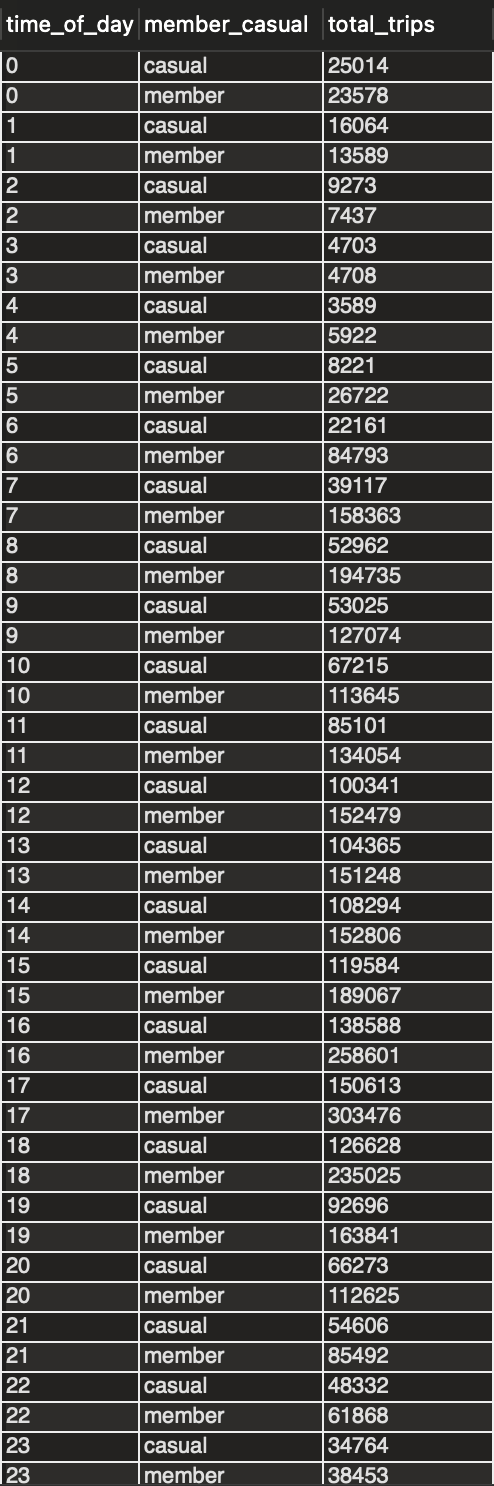 time_of_day member_casual total_trips
0 casual 25014
0 member 23578
1 casual 16064
1 member 13589
2 casual 9273
2 member 7437
3 casual 4703
3 member 4708
4 casual 3589
4 member 5922
5 casual 8221
5 member 26722
6 casual 22161
6 member 84793
7 casual 39117
7 member 158363
8 casual 52962
8 member 194735
9 casual 53025
9 member 127074
10 casual 67215
10 member 113645
11 casual 85101
11 member 134054
12 casual 100341
12 member 152479
13 casual 104365
13 member 151248
14 casual 108294
14 member 152806
15 casual 119584
15 member 189067
16 casual 138588
16 member 258601
17 casual 150613
17 member 303476
18 casual 126628
18 member 235025
19 casual 92696
19 member 163841
20 casual 66273
20 member 112625
21 casual 54606
21 member 85492
22 casual 48332
22 member 61868
23 casual 34764
23 member 38453